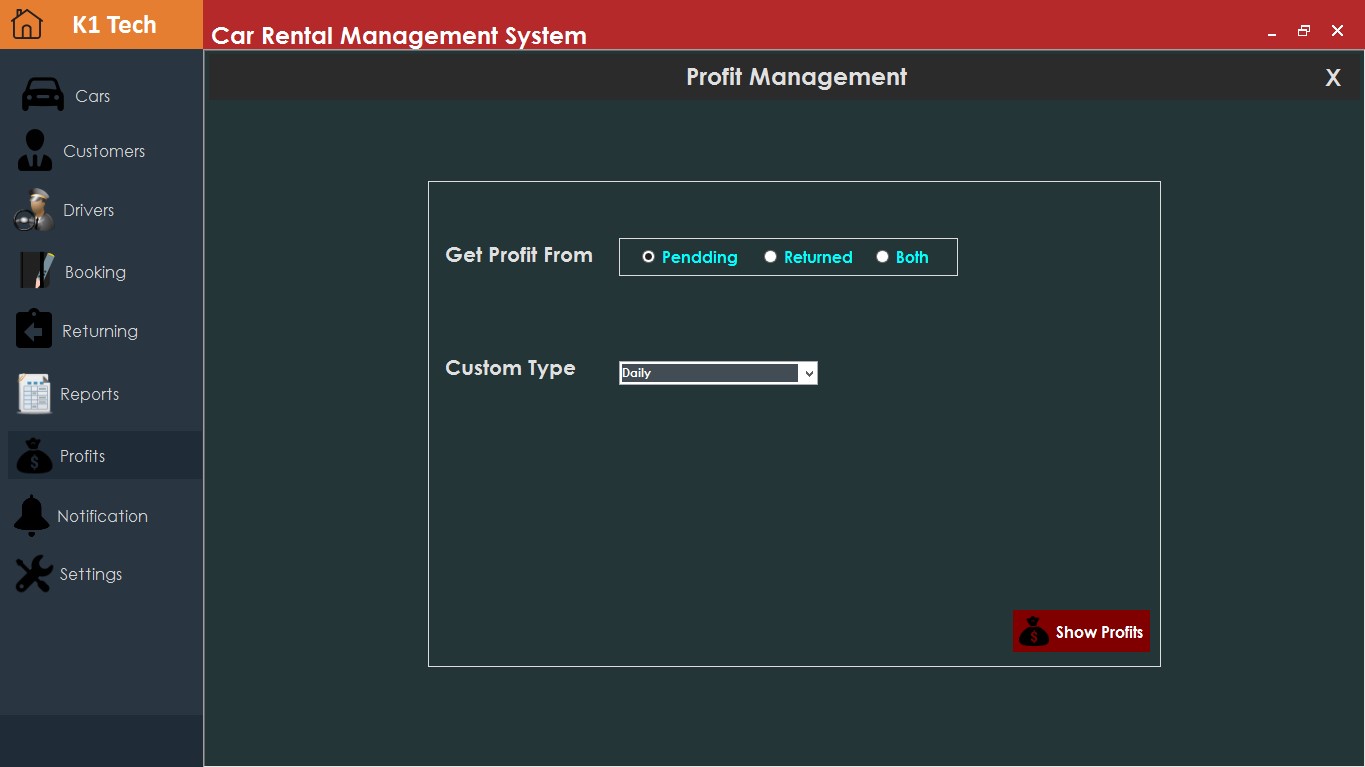 K1 Tech
Car Rental Management System
Profit Management
X
Cars
Customers
Drivers
Booking
Returning
Reports
Profits
Notification
Settings
Get Profit From
Pendding Returned Both
Custom Type
Daily
Show Profits